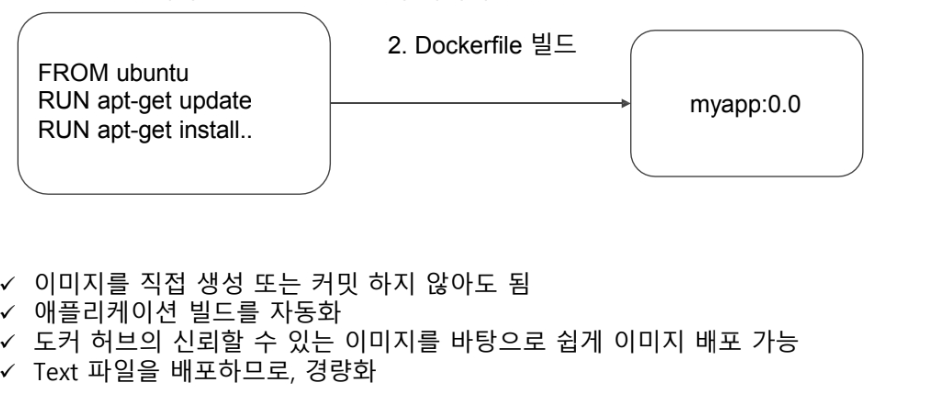 2. Dockerfile 빌드
FROM ubuntu
RUN apt-get update
RUN apt-get install..
myapp:0.0
✓ 이미지를 직접 생성 또는 커밋 하지 않아도 됨
✓ 애플리케이션 빌드를 자동화
✓ 도커 허브의 신뢰할 수 있는 이미지를 바탕으로 쉽게 이미지 배포 가능
✓ Text 파일을 배포하므로, 경량화